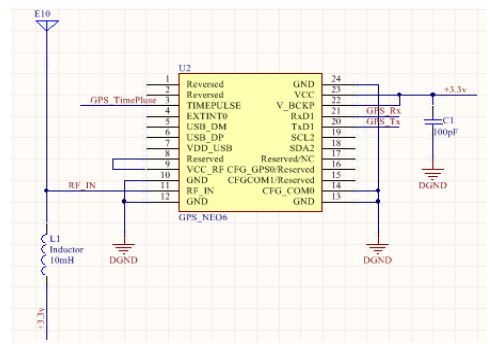 E10
U2
1 Reversed GND 24
2 Reversed VCC 23
GPS_TimePluse 3 TIMEPULSE V_BCKP 22
+3.3v
4 EXTINT0 RxD1 21 GPS_Rx
5 USB_DM TxD1 20 GPS_Tx
6 USB_DP SCL2 19
7 VDD_USB SDA2 18
8 Reserved Reserved/NC 17
9 VCC_RF CFG_GPS0/Reserved 16
10 GND CFGCOM1/Reserved 15
RF_IN 11 RF_IN CFG_COM0 14
12 GND GND 13
GPS_NEO6
C1
100pF
DGND
L1
Inductor
10mH
DGND
DGND
+3.3v